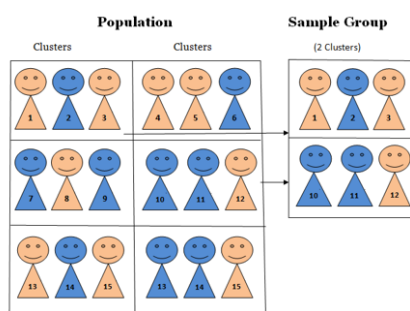 Population
Sample Group
Clusters
Clusters
(2 Clusters)
1 2 3
4 5 6
1 2 3
7 8 9
10 11 12
10 11 12
13 14 15
13 14 15